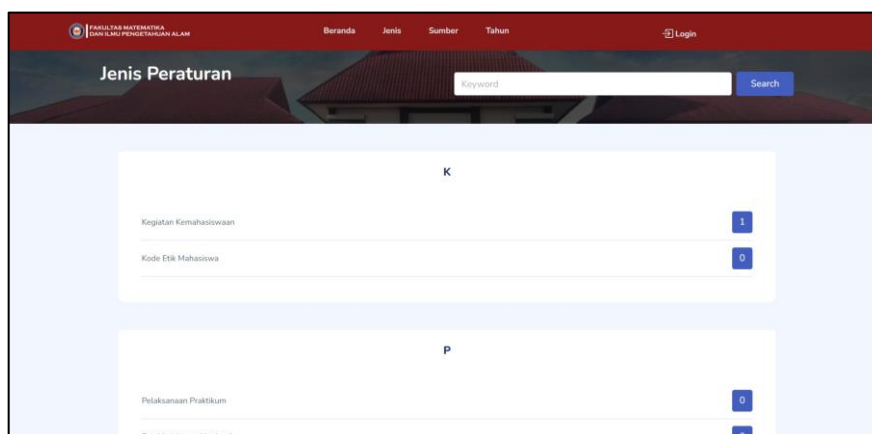 FAKULTAS MATEMATIKA
DAN ILMU PENGETAHUAN ALAM
Beranda Jenis Sumber Tahun Login
Jenis Peraturan
Keyword Search
K
Kegiatan Kemahasiswaan 1
Kode Etik Mahasiswa 0
P
Pelaksanaan Praktikum 0